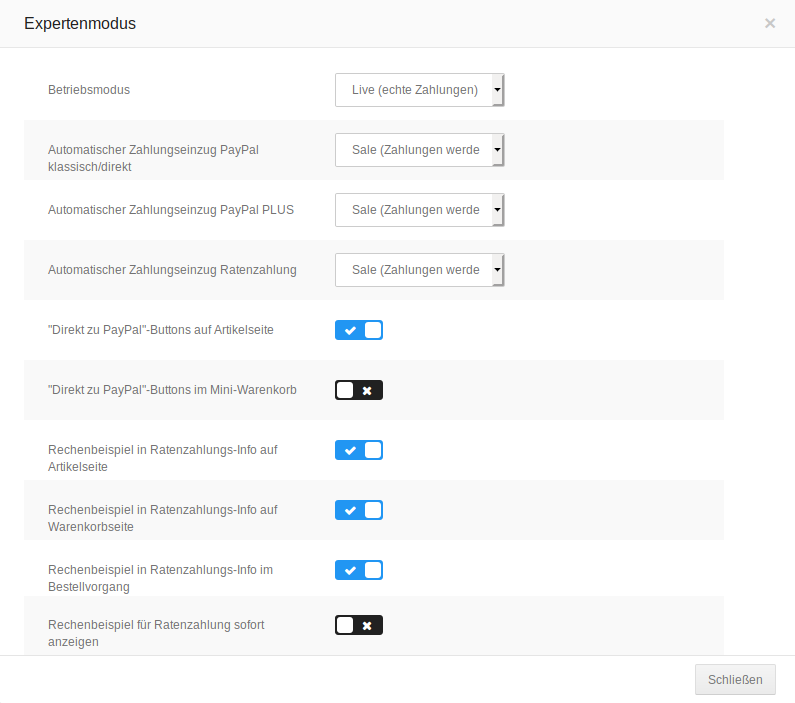 Expertenmodus
Betriebsmodus
Live (echte Zahlungen)
Automatischer Zahlungseinzug PayPal
klassisch/direkt
Sale (Zahlungen werde
Automatischer Zahlungseinzug PayPal PLUS
Sale (Zahlungen werde
Automatischer Zahlungseinzug Ratenzahlung
Sale (Zahlungen werde
"Direkt zu PayPal"-Buttons auf Artikelseite
"Direkt zu PayPal"-Buttons im Mini-Warenkorb
Rechenbeispiel in Ratenzahlungs-Info auf
Artikelseite
Rechenbeispiel in Ratenzahlungs-Info auf
Warenkorbseite
Rechenbeispiel in Ratenzahlungs-Info im
Bestellvorgang
Rechenbeispiel für Ratenzahlung sofort
anzeigen
Schließen